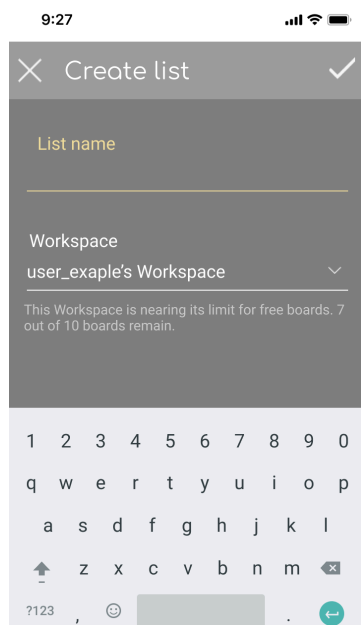 9:27
Create list
List name
Workspace
user_exaple's Workspace
This Workspace is nearing its limit for free boards. 7
out of 10 boards remain.
1 2 3 4 5 6 7 8 9 0
q w e r t y u i o p
a s d f g h j k l
z x c v b n m
?123 , .